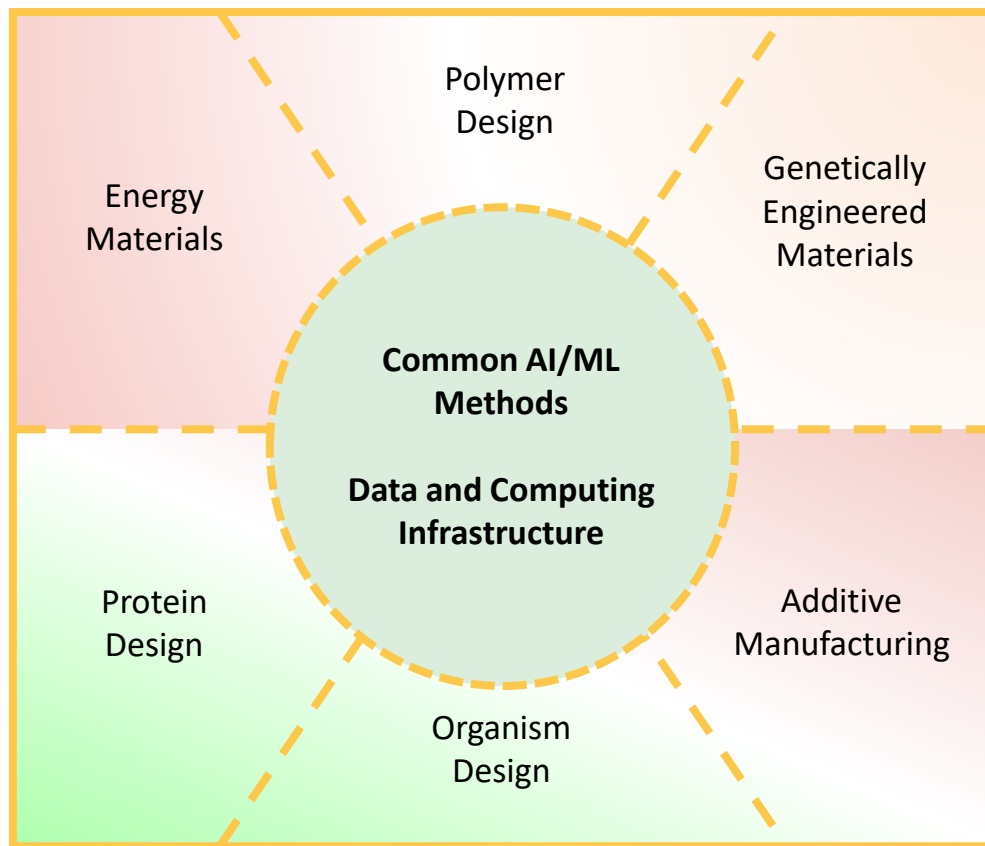 Polymer
Design
Energy
Materials
Genetically
Engineered
Materials
Common AI/ML
Methods
Data and Computing
Infrastructure
Protein
Design
Additive
Manufacturing
Organism
Design